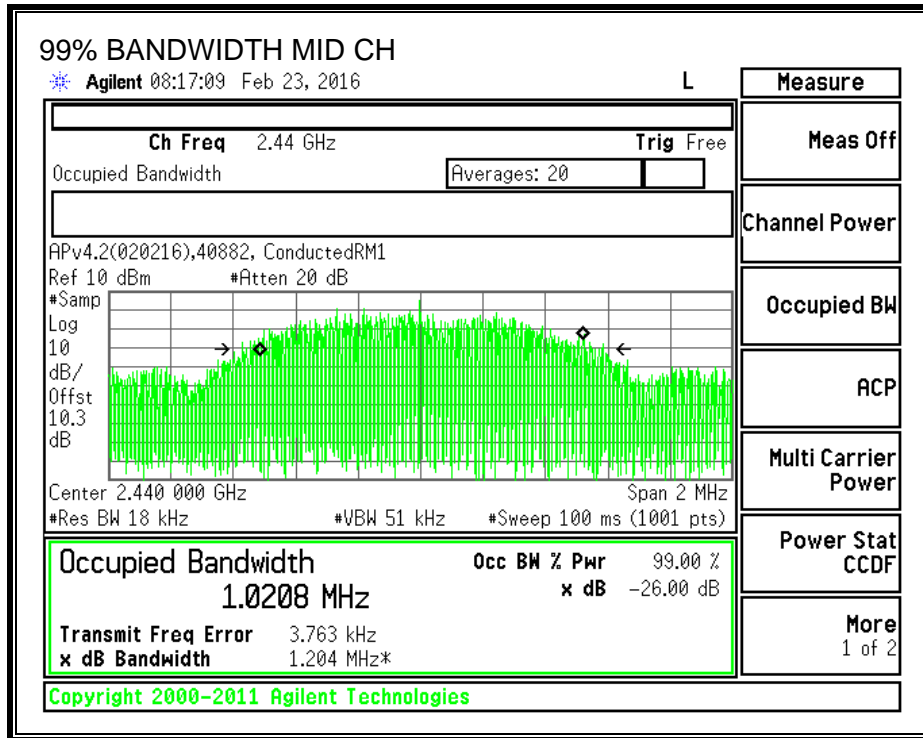 99% BANDWIDTH MID CH
Agilent 08:17:09 Feb 23, 2016 L
Measure
Ch Freq 2.44 GHz Trig Free
Meas Off
Occupied Bandwidth Averages: 20
Channel Power
APv4.2(020216),40882, ConductedRM1
Ref 10 dBm #Atten 20 dB
#Samp
Log
10
dB/
Offst
10.3
dB
Occupied BW
ACP
Multi Carrier
Power
Center 2.440 000 GHz Span 2 MHz
#Res BW 18 kHz #VBW 51 kHz #Sweep 100 ms (1001 pts)
Power Stat
CCDF
Occupied Bandwidth Occ BW % Pwr 99.00 %
1.0208 MHz x dB -26.00 dB
Transmit Freq Error 3.763 kHz
x dB Bandwidth 1.204 MHz*
More
1 of 2
Copyright 2000-2011 Agilent Technologies